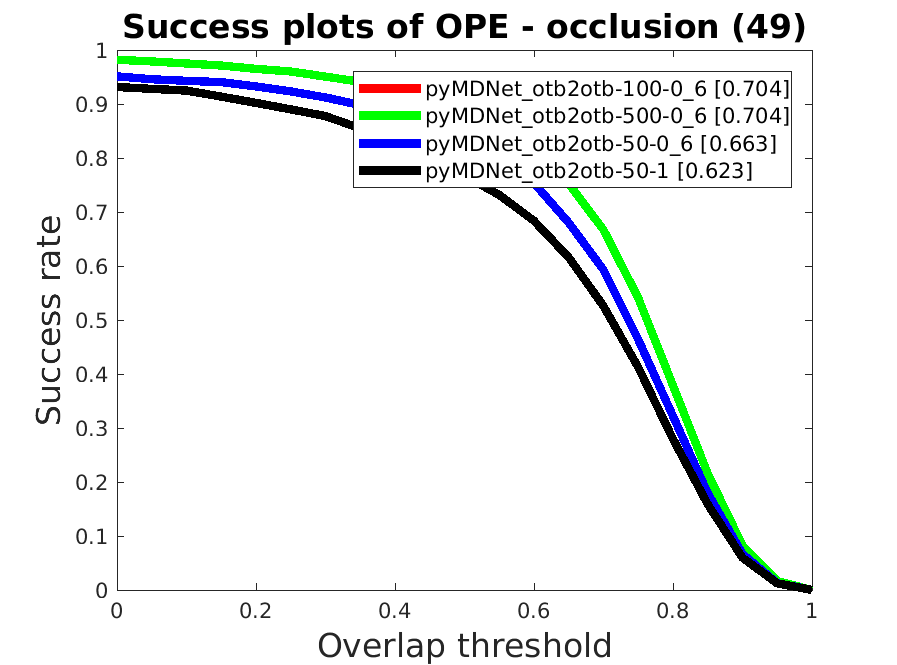 Success plots of OPE - occlusion (49)
1
0.9
0.8
0.7
0.6
0.5
0.4
0.3
0.2
0.1
0
Success rate
pyMDNet_otb2otb-100-0_6 [0.704]
pyMDNet_otb2otb-500-0_6 [0.704]
pyMDNet_otb2otb-50-0_6 [0.663]
pyMDNet_otb2otb-50-1 [0.623]
0 0.2 0.4 0.6 0.8 1
Overlap threshold